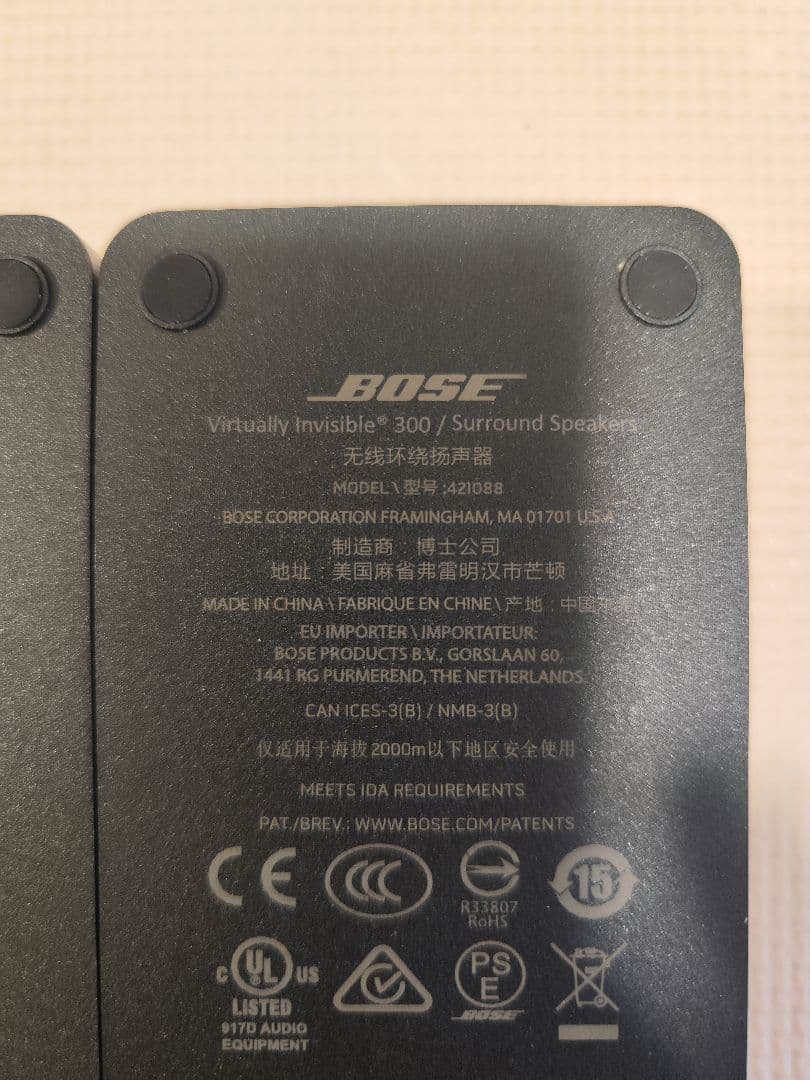 BOSE
Virtually Invisible® 300 / Surround Speakers
无线环绕扬声器
MODEL \ 型号 :421088
BOSE CORPORATION FRAMINGHAM, MA 01701 U.S.A
制造商 : 博士公司
地址 : 美国麻省弗雷明汉市芒顿
MADE IN CHINA \ FABRIQUE EN CHINE \ 产地 : 中国
EU IMPORTER \ IMPORTATEUR:
BOSE PRODUCTS B.V., GORSLAAN 60,
1441 RG PURMEREND, THE NETHERLANDS.
CAN ICES-3(B) / NMB-3(B)
仅适用于海拔 2000m以下地区安全使用
MEETS IDA REQUIREMENTS
PAT./BREV.: WWW.BOSE.COM/PATENTS
CE CCC 15
R33807
RoHS
C UL US PS
E
LISTED BOSE
917D AUDIO
EQUIPMENT